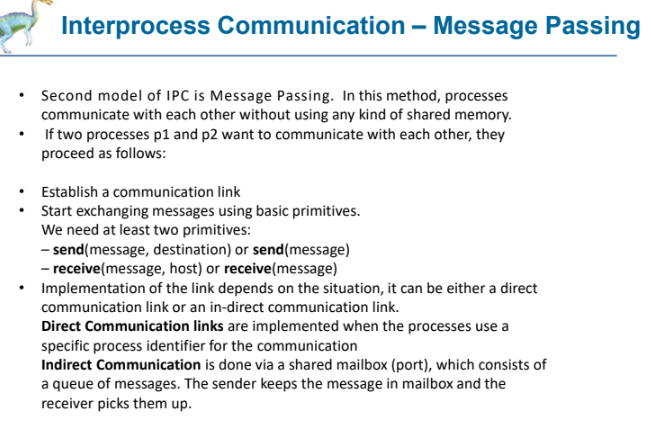 Interprocess Communication – Message Passing
• Second model of IPC is Message Passing. In this method, processes
communicate with each other without using any kind of shared memory.
• If two processes p1 and p2 want to communicate with each other, they
proceed as follows:
• Establish a communication link
• Start exchanging messages using basic primitives.
We need at least two primitives:
– send(message, destination) or send(message)
– receive(message, host) or receive(message)
• Implementation of the link depends on the situation, it can be either a direct
communication link or an in-direct communication link.
Direct Communication links are implemented when the processes use a
specific process identifier for the communication
Indirect Communication is done via a shared mailbox (port), which consists of
a queue of messages. The sender keeps the message in mailbox and the
receiver picks them up.